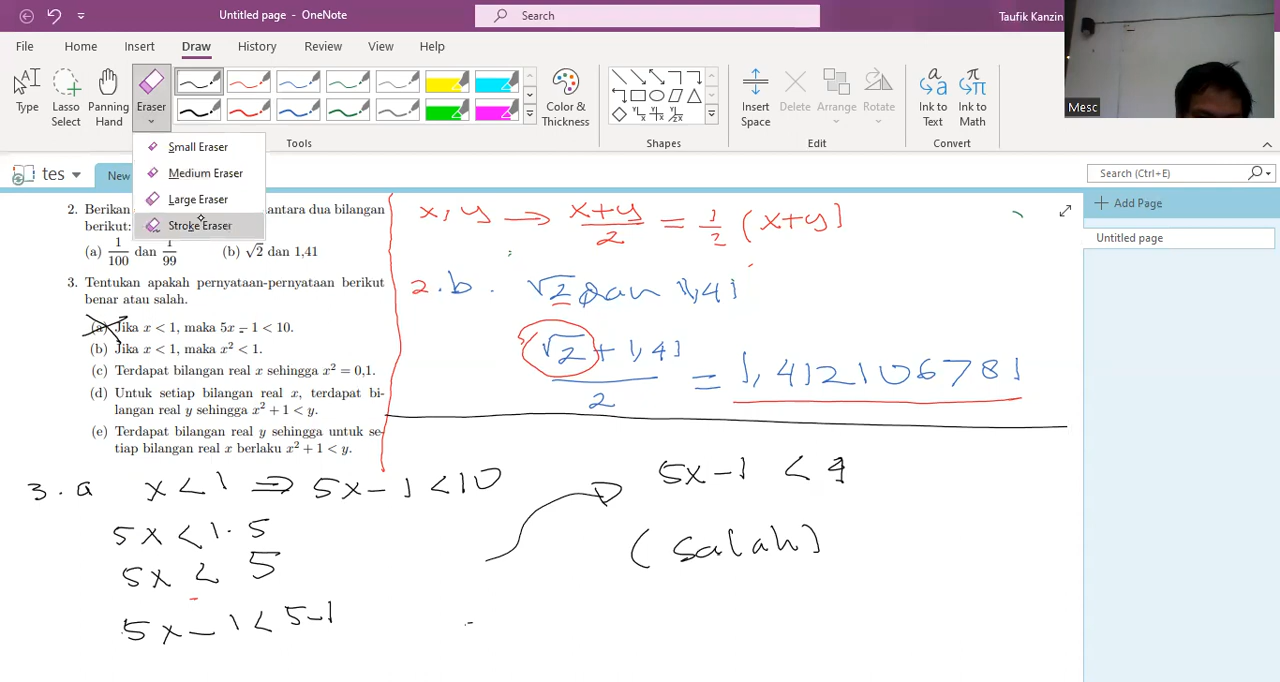 Untitled page - OneNote
Search
Taufik Kanzin
File Home Insert Draw History Review View Help
Type
Lasso Select
Panning Hand
Eraser
Color & Thickness
Insert Space
Delete
Arrange
Rotate
Ink to Text
Ink to Math
Tools
Shapes
Edit
Convert
Mesc
Small Eraser
Medium Eraser
Large Eraser
Stroke Eraser
tes
New
Search (Ctrl+E)
Add Page
Untitled page
2. Berikan antara dua bilangan
berikut:
(a) 1/100 dan 1/99 (b) √2 dan 1,41
3. Tentukan apakah pernyataan-pernyataan berikut
benar atau salah.
(a) Jika x < 1, maka 5x − 1 < 10.
(b) Jika x < 1, maka x² < 1.
(c) Terdapat bilangan real x sehingga x² = 0,1.
(d) Untuk setiap bilangan real x, terdapat bi-
langan real y sehingga x² + 1 < y.
(e) Terdapat bilangan real y sehingga untuk se-
tiap bilangan real x berlaku x² + 1 < y.
x, y → (x+y)/2 = 1/2 (x+y)
2.b. √2 dan 1,41
(√2 + 1,41)/2 = 1,412106781
3.a x < 1 ⇒ 5x − 1 < 10
5x < 1. 5
5x < 5
5x − 1 < 5−1
5x − 1 < 4
(salah)